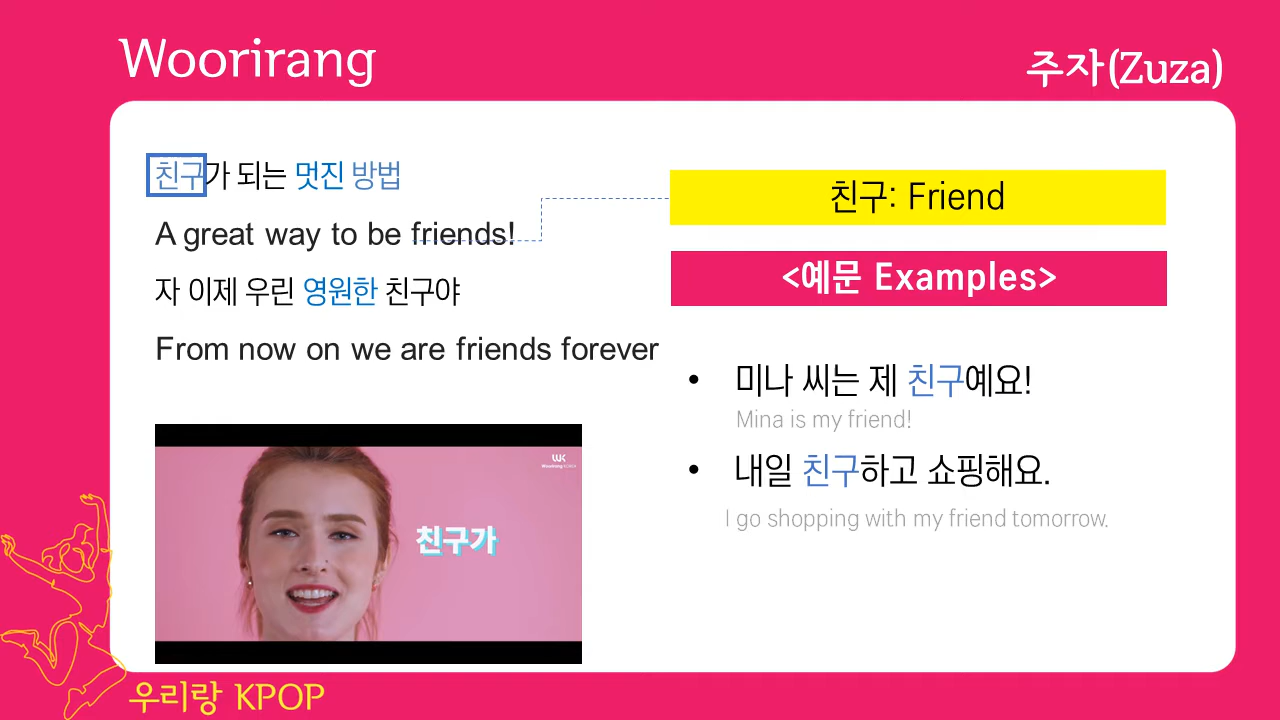 Woorirang
주자(Zuza)
친구가 되는 멋진 방법
A great way to be friends!
자 이제 우린 영원한 친구야
From now on we are friends forever
친구: Friend
<예문 Examples>
• 미나 씨는 제 친구예요!
Mina is my friend!
• 내일 친구하고 쇼핑해요.
I go shopping with my friend tomorrow.
Woorirang KOREA
친구가
우리랑 KPOP